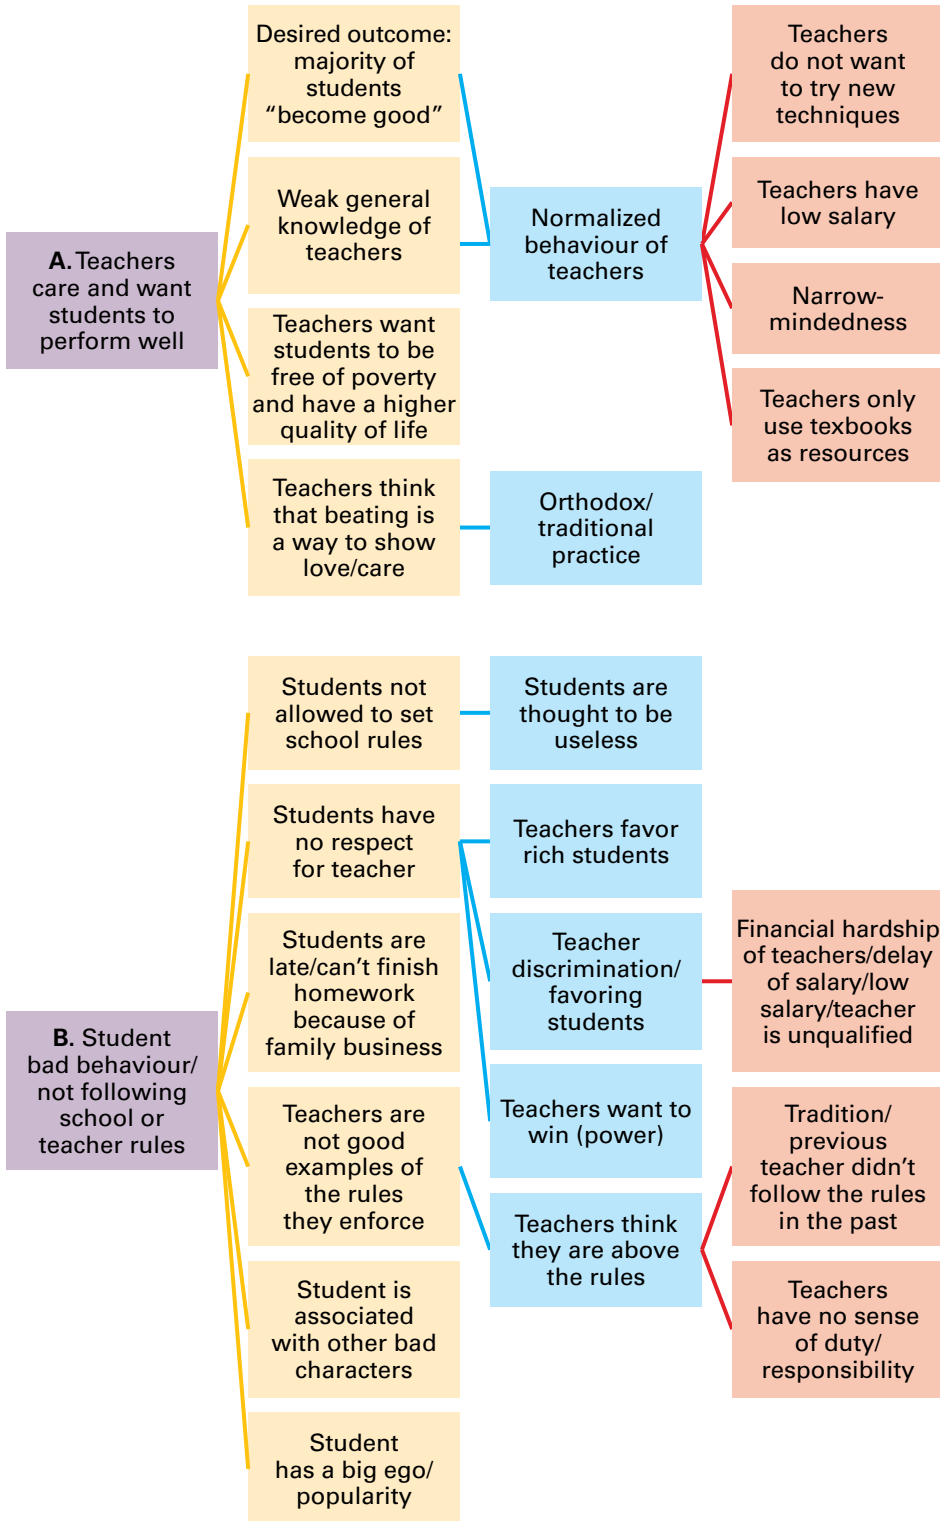 A. Teachers
care and want
students to
perform well
Desired outcome:
majority of
students
“become good”
Weak general
knowledge of
teachers
Teachers want
students to be
free of poverty
and have a higher
quality of life
Teachers think
that beating is
a way to show
love/care
Normalized
behaviour of
teachers
Orthodox/
traditional
practice
Teachers
do not want
to try new
techniques
Teachers have
low salary
Narrow-
mindedness
Teachers only
use texbooks
as resources
B. Student
bad behaviour/
not following
school or
teacher rules
Students not
allowed to set
school rules
Students have
no respect
for teacher
Students are
late/can’t finish
homework
because of
family business
Teachers are
not good
examples of
the rules
they enforce
Student is
associated
with other bad
characters
Student
has a big ego/
popularity
Students are
thought to be
useless
Teachers favor
rich students
Teacher
discrimination/
favoring
students
Teachers want to
win (power)
Teachers think
they are above
the rules
Financial hardship
of teachers/delay
of salary/low
salary/teacher
is unqualified
Tradition/
previous
teacher didn’t
follow the rules
in the past
Teachers
have no sense
of duty/
responsibility